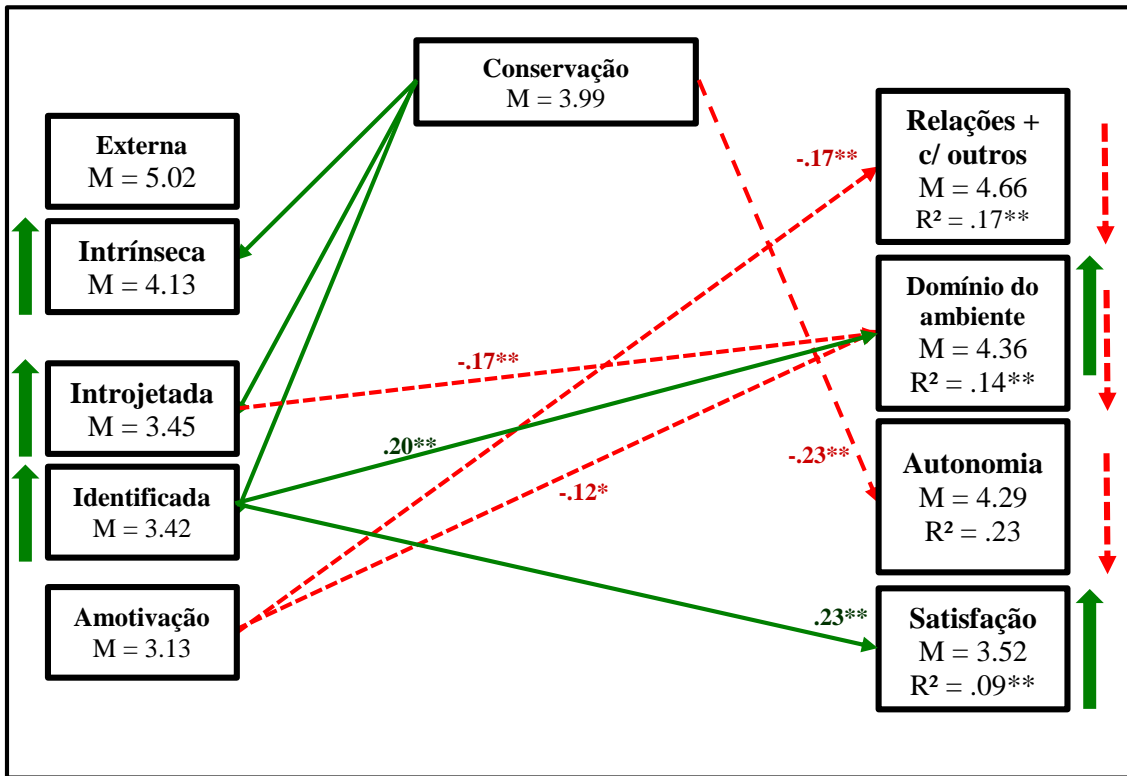 Conservação
M = 3.99
Externa
M = 5.02
Intrínseca
M = 4.13
Introjetada
M = 3.45
Identificada
M = 3.42
Amotivação
M = 3.13
-.17**
-.17**
.20**
-.12*
-.23**
.23**
Relações +
c/ outros
M = 4.66
R² = .17**
Domínio do
ambiente
M = 4.36
R² = .14**
Autonomia
M = 4.29
R² = .23
Satisfação
M = 3.52
R² = .09**